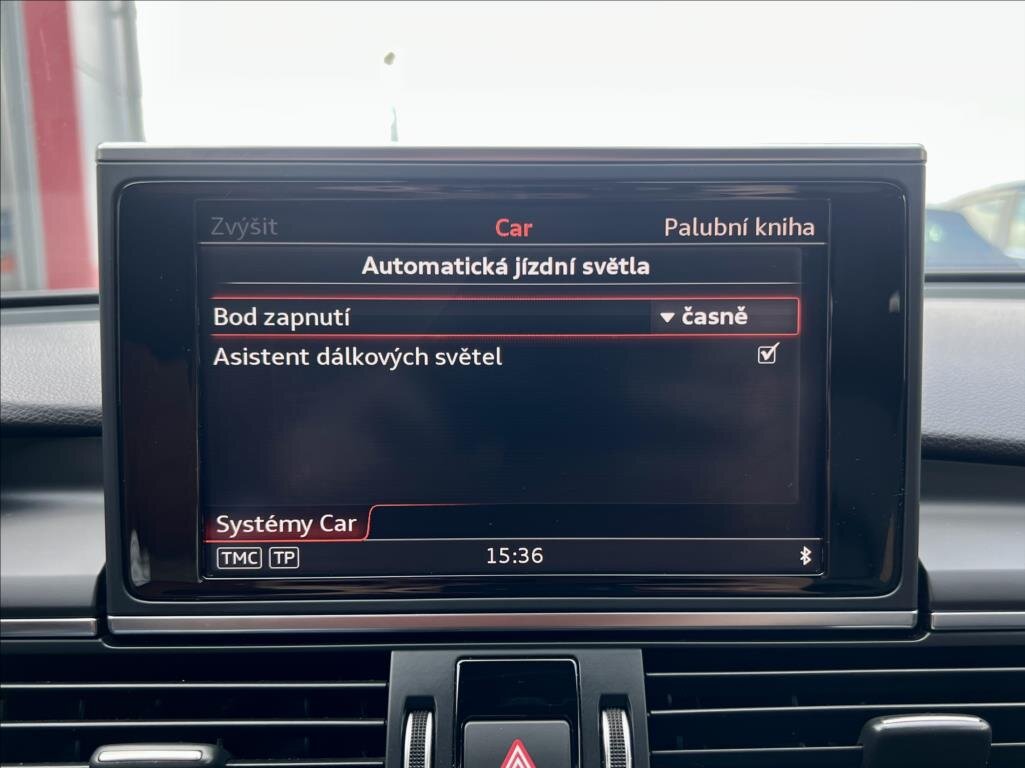 Zvýšit Car Palubní kniha
Automatická jízdní světla
Bod zapnutí časně
Asistent dálkových světel
Systémy Car
TMC TP 15:36